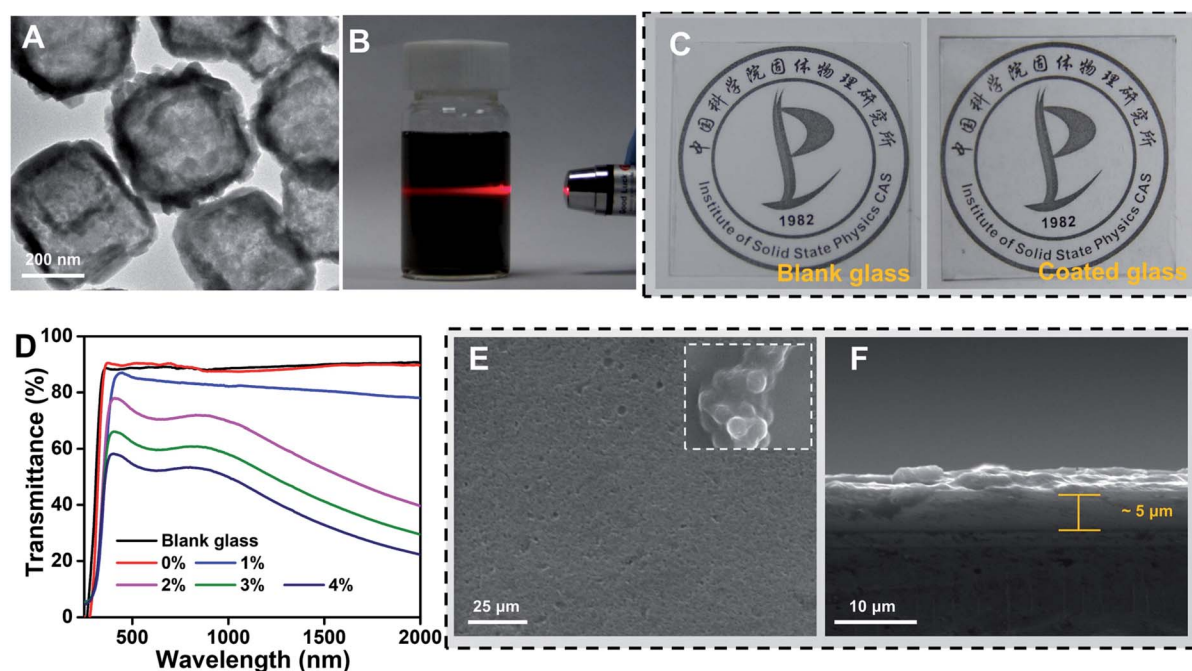 A
200 nm
B
C
中国科学院固体物理研究所
1982
Institute of Solid State Physics CAS
Blank glass
中国科学院固体物理研究所
1982
Institute of Solid State Physics CAS
Coated glass
D
Transmittance (%)
100
80
60
40
20
0
Blank glass
0% 1%
2% 3% 4%
500 1000 1500 2000
Wavelength (nm)
E
25 µm
F
~ 5 µm
10 µm